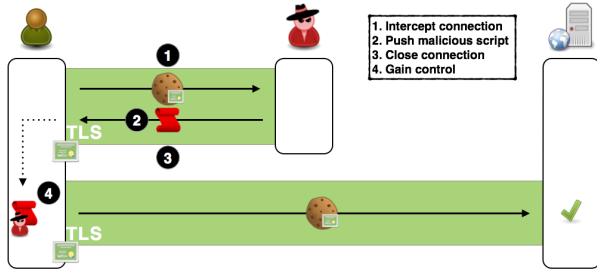 1. Intercept connection
2. Push malicious script
3. Close connection
4. Gain control
1
2
TLS
3
4
TLS